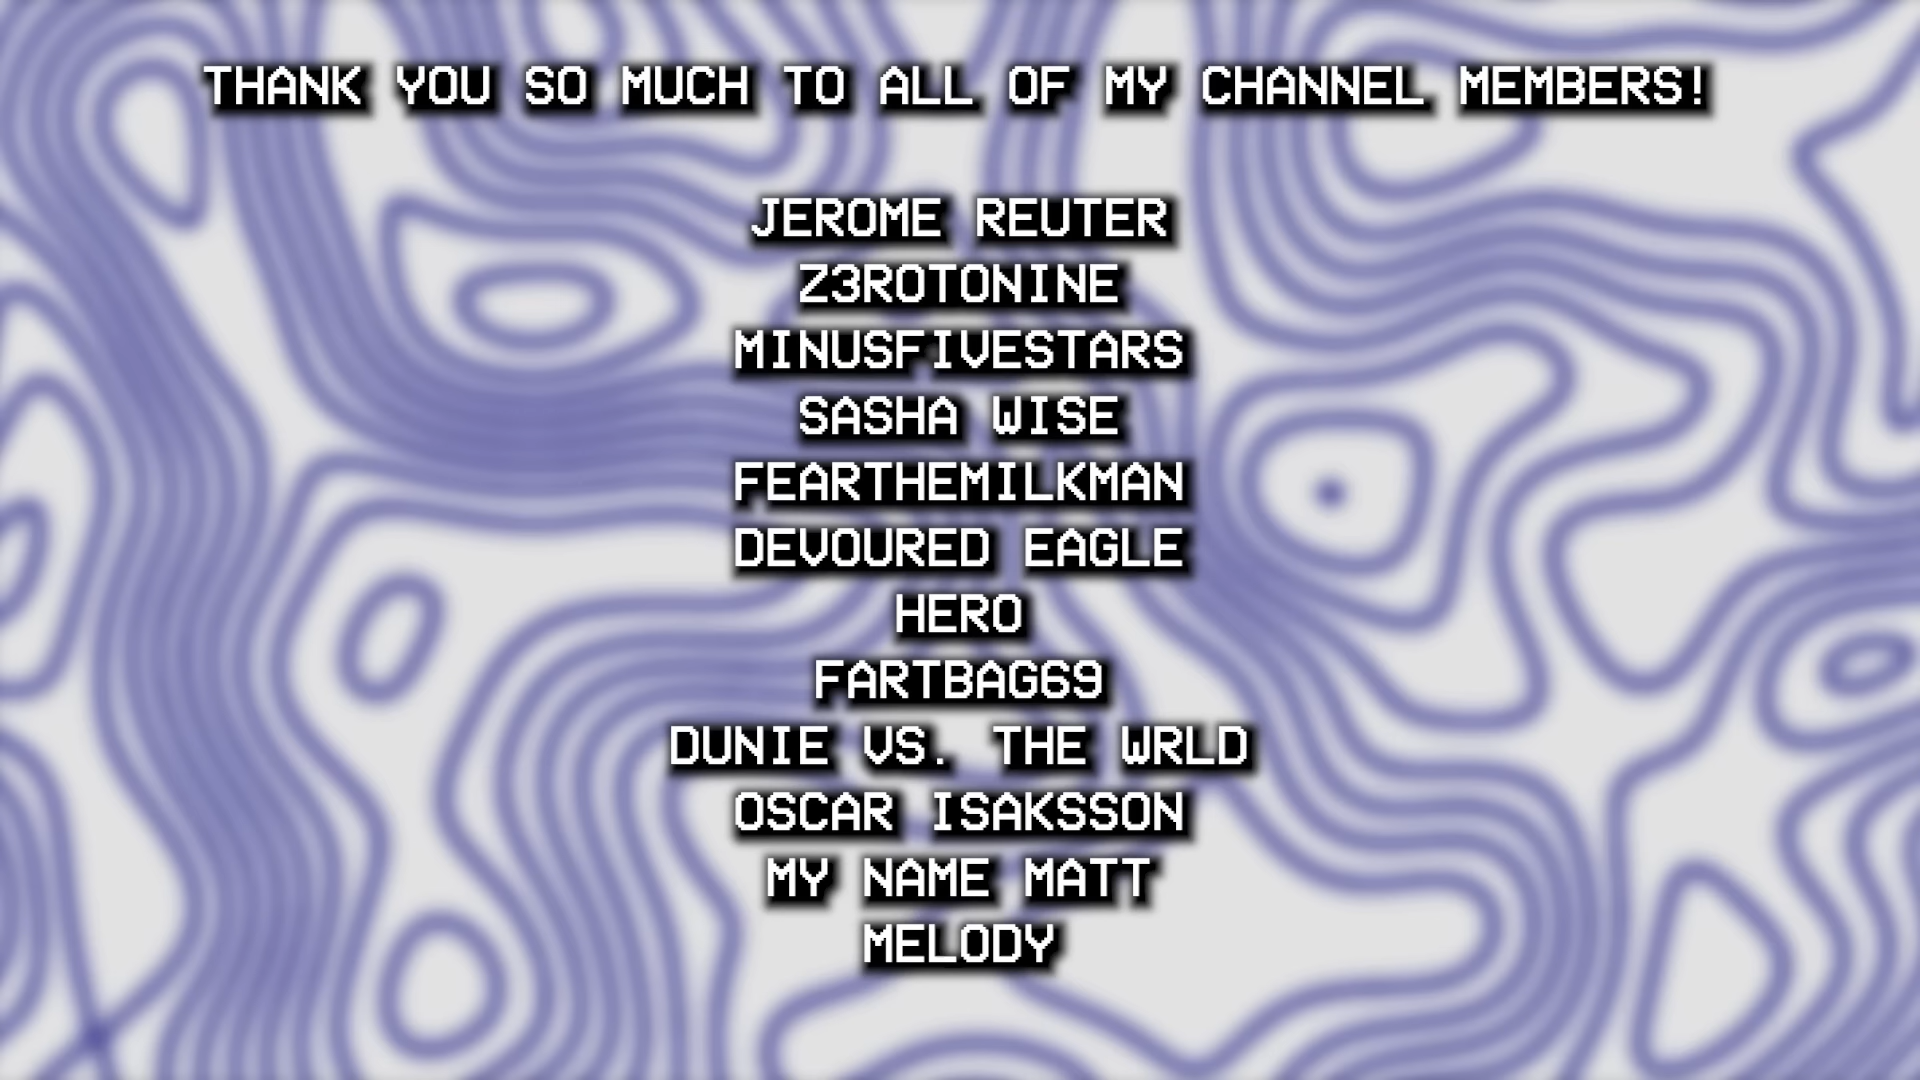 THANK YOU SO MUCH TO ALL OF MY CHANNEL MEMBERS!
JEROME REUTER
Z3ROTONINE
MINUSFIVESTARS
SASHA WISE
FEARTHEMILKMAN
DEVOURED EAGLE
HERO
FARTBAG69
DUNIE VS. THE WRLD
OSCAR ISAKSSON
MY NAME MATT
MELODY